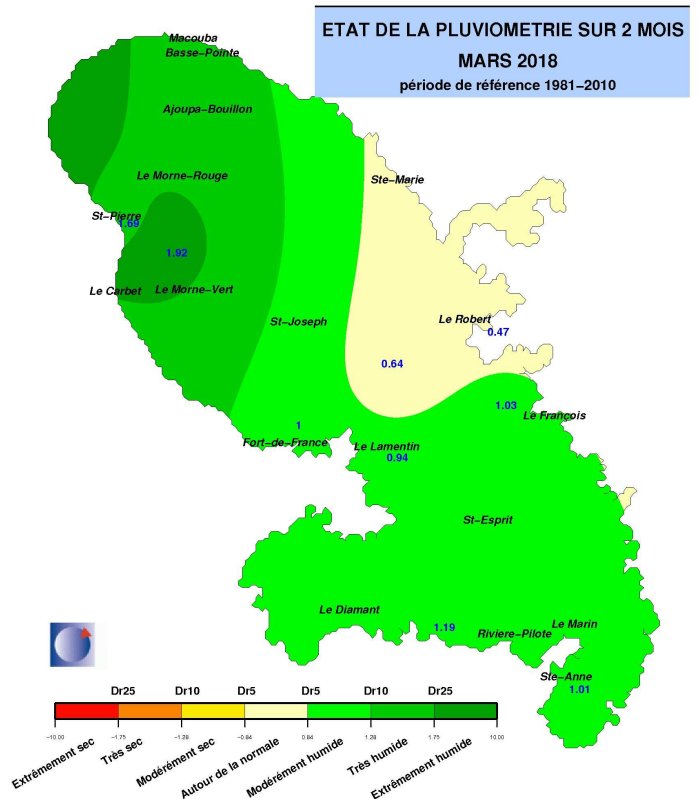 ETAT DE LA PLUVIOMETRIE SUR 2 MOIS
MARS 2018
période de référence 1981−2010
Macouba
Basse−Pointe
Ajoupa−Bouillon
Le Morne−Rouge
Ste−Marie
St−Pierre
1.69
1.92
Le Carbet
Le Morne−Vert
St−Joseph
Le Robert
0.47
0.64
1.03
Le François
1
Fort−de−France
Le Lamentin
0.94
St−Esprit
Le Diamant
1.19
Riviere−Pilote
Le Marin
Ste−Anne
1.01
Dr25 Dr10 Dr5 Dr5 Dr10 Dr25
−10.00 −1.75 −1.28 −0.84 0.84 1.28 1.75 10.00
Extrêmement sec
Très sec
Modérément sec
Autour de la normale
Modérément humide
Très humide
Extrêmement humide